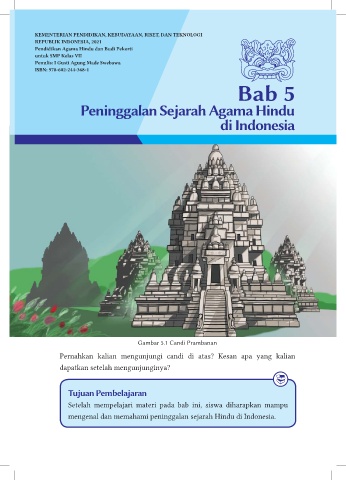 KEMENTERIAN PENDIDIKAN, KEBUDAYAAN, RISET, DAN TEKNOLOGI
REPUBLIK INDONESIA, 2021
Pendidikan Agama Hindu dan Budi Pekerti
untuk SMP Kelas VII
Penulis: I Gusti Agung Made Swebawa
ISBN: 978-602-244-368-1
Bab 5
Peninggalan Sejarah Agama Hindu
di Indonesia
Gambar 5.1 Candi Prambanan
Pernahkan kalian mengunjungi candi di atas? Kesan apa yang kalian
dapatkan setelah mengunjunginya?
Tujuan Pembelajaran
Setelah mempelajari materi pada bab ini, siswa diharapkan mampu
mengenal dan memahami peninggalan sejarah Hindu di Indonesia.